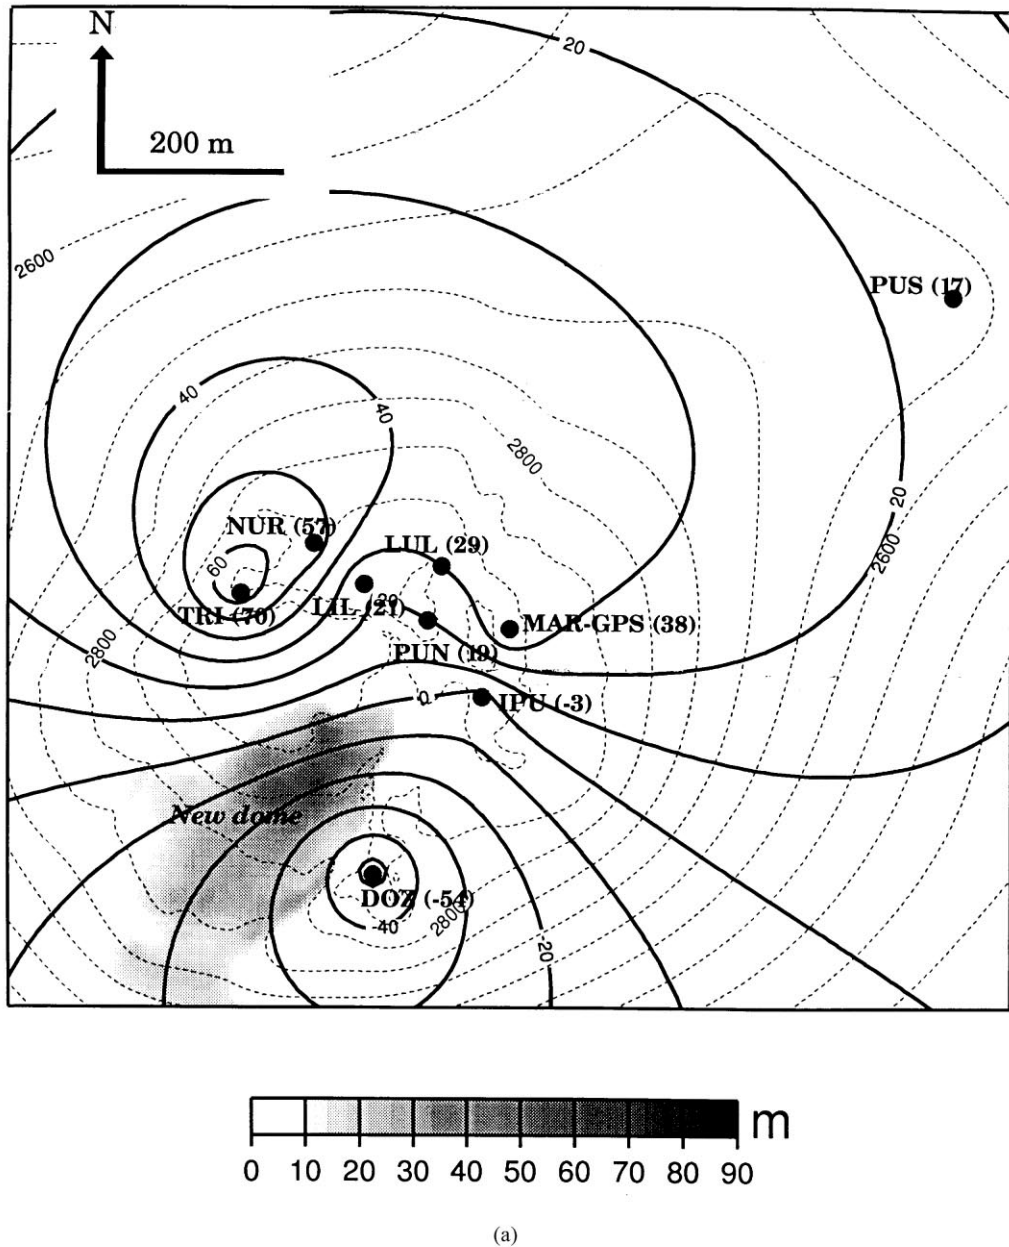 N
200 m
20
2600
PUS (17)
40
40
2800
20
2600
NUR (57)
LUL (29)
60
TRI (70)
LIL (21)
20
MAR-GPS (38)
2800
PUN (19)
0
IPU (-3)
New dome
DOZ (-54)
-40
2800
-20
m
0 10 20 30 40 50 60 70 80 90
(a)